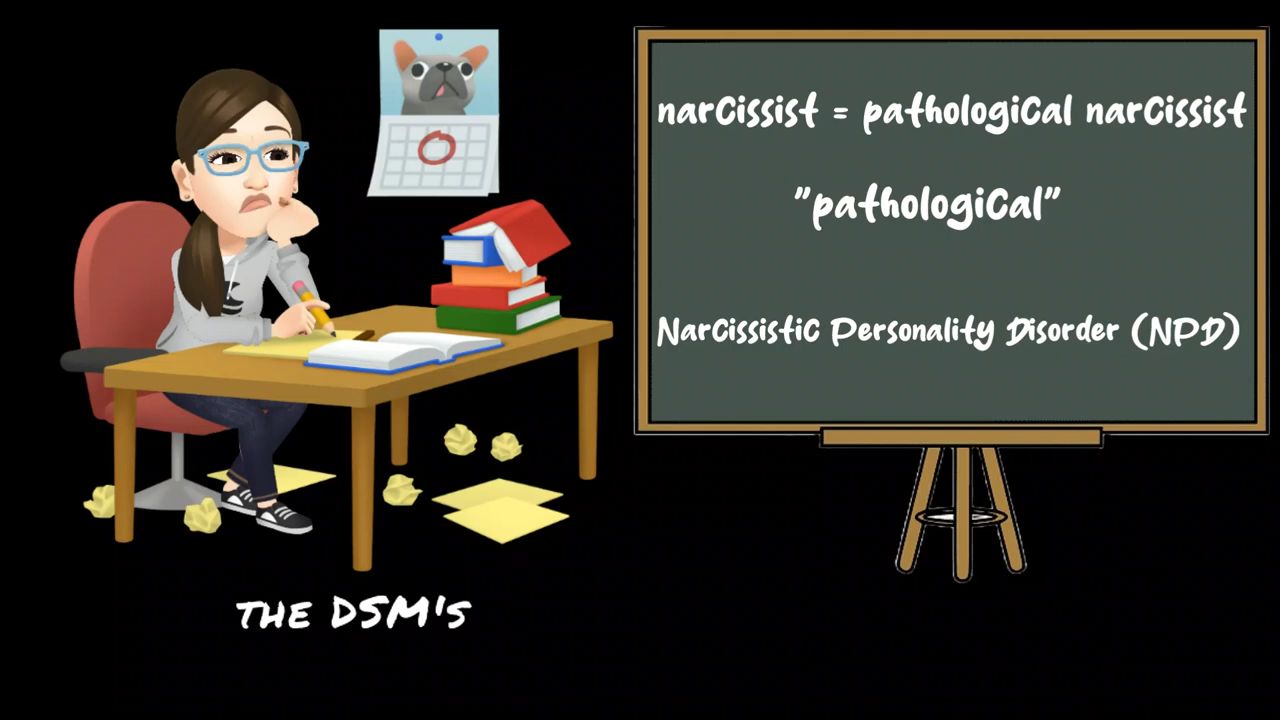 narcissist = pathological narcissist
"pathological"
Narcissistic Personality Disorder (NPD)
THE DSM's